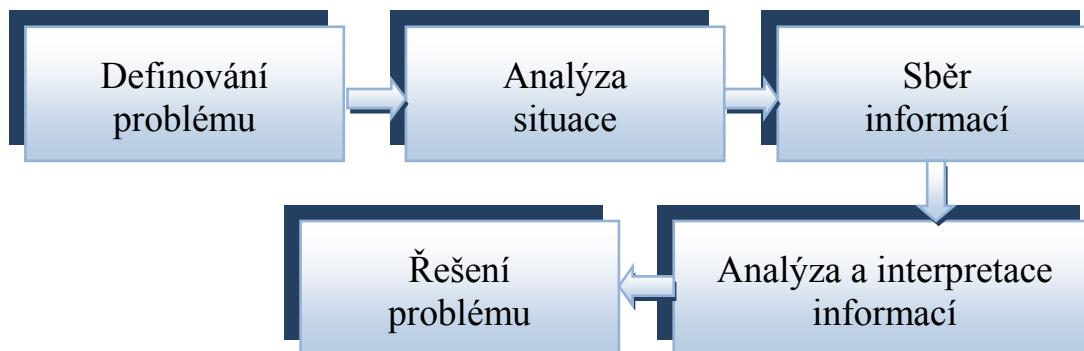 Definování
problému
Analýza
situace
Sběr
informací
Analýza a interpretace
informací
Řešení
problému